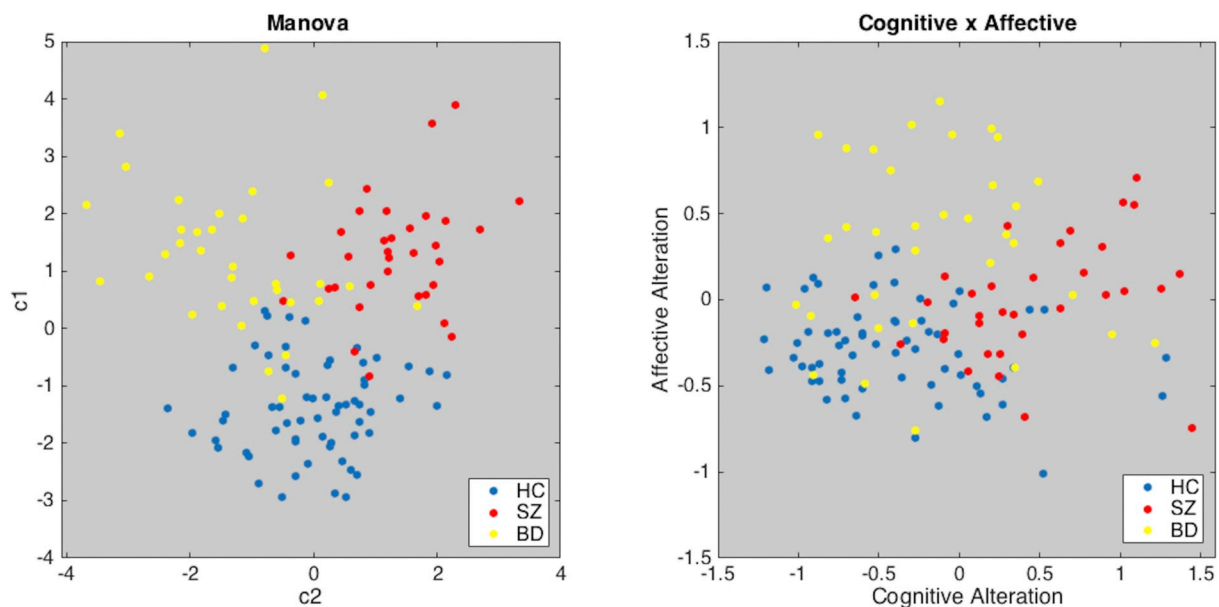 Manova
5
4
3
2
1
0
-1
-2
-3
-4
c1
-4
-2
0
2
4
c2
HC
SZ
BD
Cognitive x Affective
1.5
1
0.5
0
-0.5
-1
-1.5
Affective Alteration
-1.5
-1
-0.5
0
0.5
1
1.5
Cognitive Alteration
HC
SZ
BD